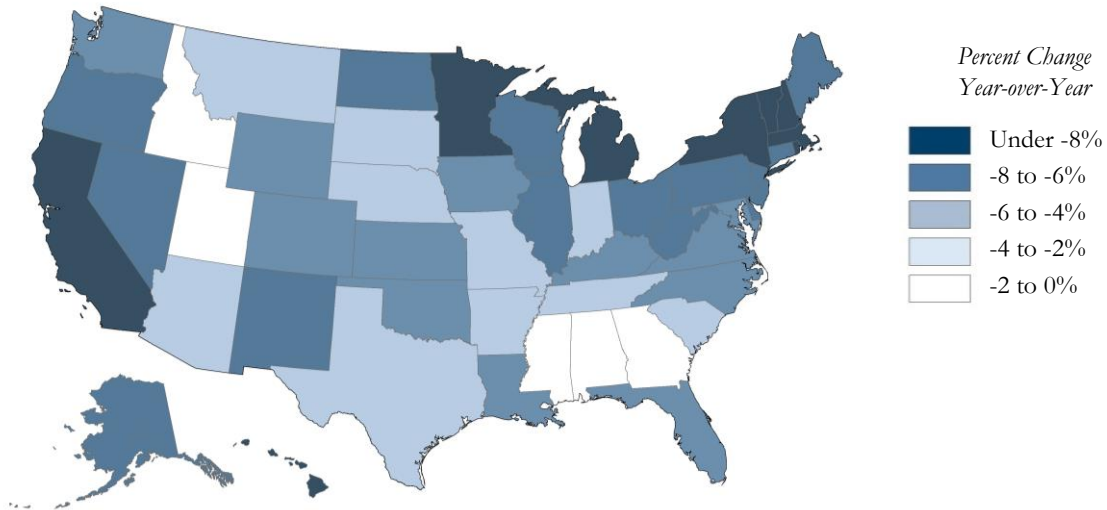 Percent Change
Year-over-Year
Under -8%
-8 to -6%
-6 to -4%
-4 to -2%
-2 to 0%